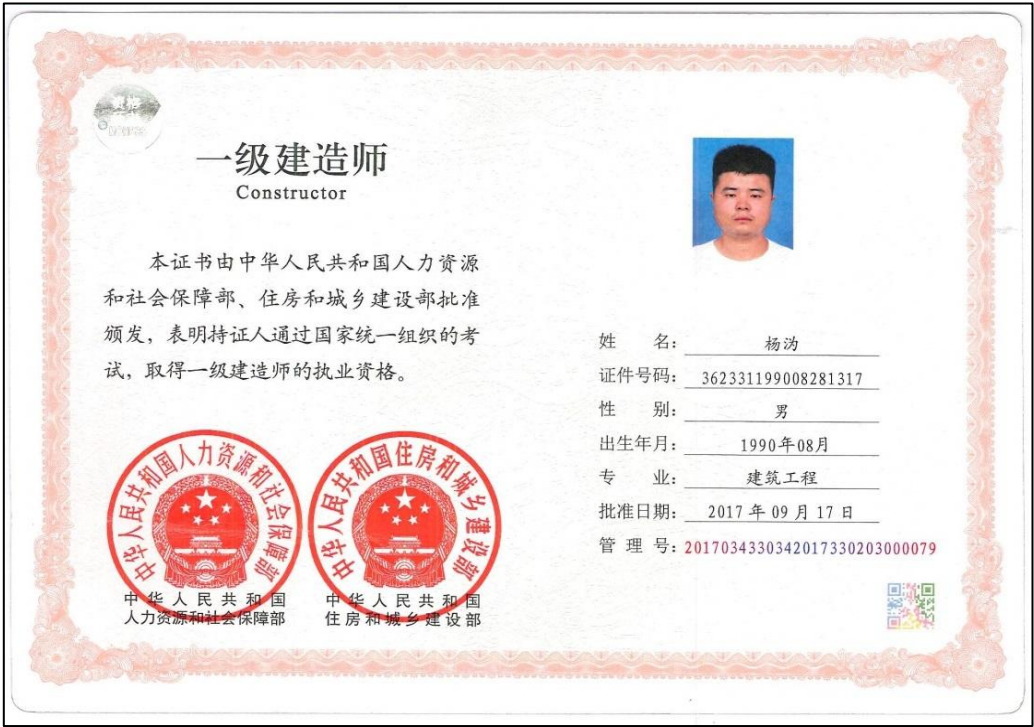 一级建造师
Constructor
本证书由中华人民共和国人力资源
和社会保障部、住房和城乡建设部批准
颁发，表明持证人通过国家统一组织的考
试，取得一级建造师的执业资格。
中华人民共和国人力资源和社会保障部
中华人民共和国住房和城乡建设部
中华人民共和国
人力资源和社会保障部
中华人民共和国
住房和城乡建设部
姓 名：杨沩
证件号码：362331199008281317
性 别：男
出生年月：1990年08月
专 业：建筑工程
批准日期：2017年09月17日
管 理 号：2017034330342017330203000079